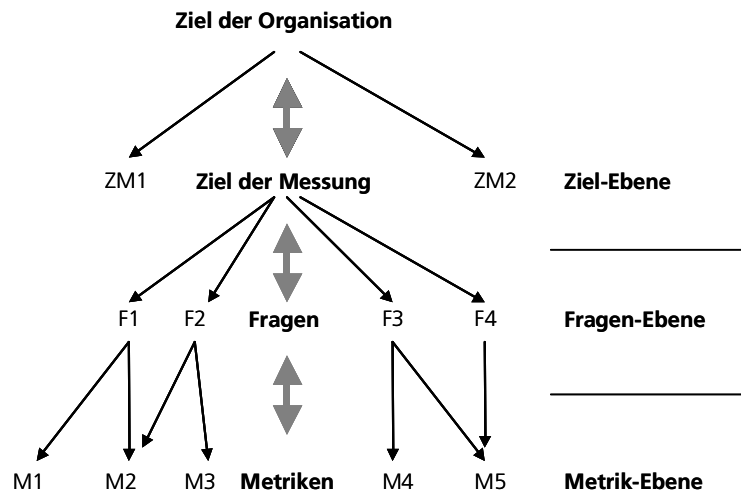 Ziel der Organisation
ZM1 Ziel der Messung ZM2 Ziel-Ebene
F1 F2 Fragen F3 F4 Fragen-Ebene
M1 M2 M3 Metriken M4 M5 Metrik-Ebene